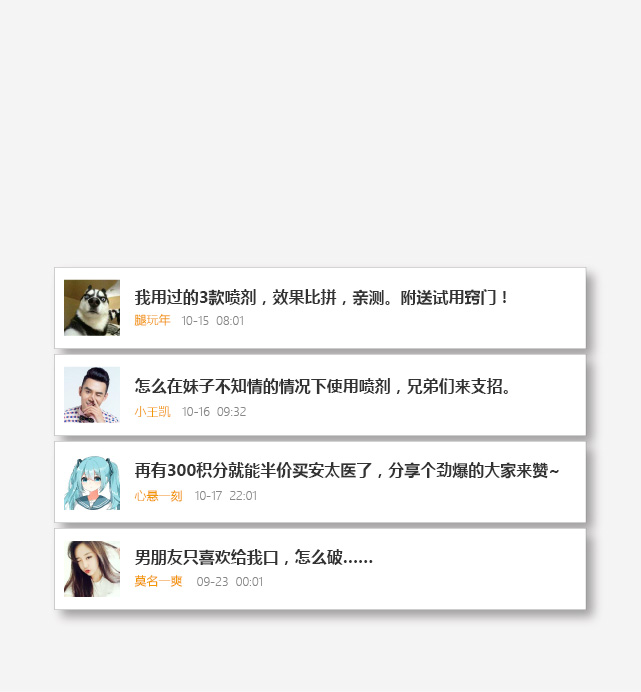 我用过的3款喷剂，效果比拼，亲测。附送试用窍门！
腿玩年 10-15 08:01
怎么在妹子不知情的情况下使用喷剂，兄弟们来支招。
小王凯 10-16 09:32
再有300积分就能半价买安太医了，分享个劲爆的大家来赞~
心悬一刻 10-17 22:01
男朋友只喜欢给我口，怎么破……
莫名一爽 09-23 00:01